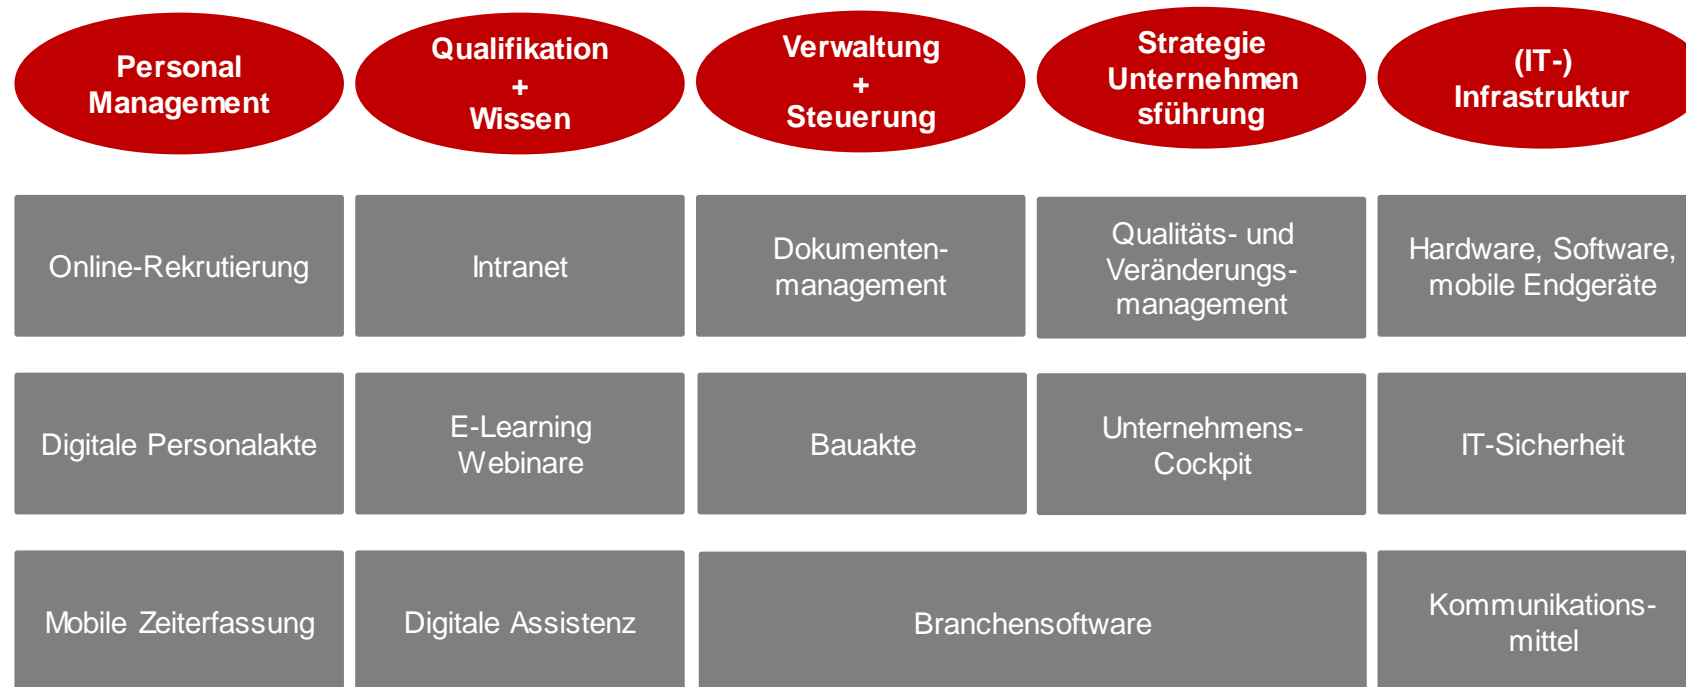 Personal
Management
Qualifikation
+
Wissen
Verwaltung
+
Steuerung
Strategie
Unternehmen
sführung
(IT-)
Infrastruktur
Online-Rekrutierung
Intranet
Dokumenten-
management
Qualitäts- und
Veränderungs-
management
Hardware, Software,
mobile Endgeräte
Digitale Personalakte
E-Learning
Webinare
Bauakte
Unternehmens-
Cockpit
IT-Sicherheit
Mobile Zeiterfassung
Digitale Assistenz
Branchensoftware
Kommunikations-
mittel